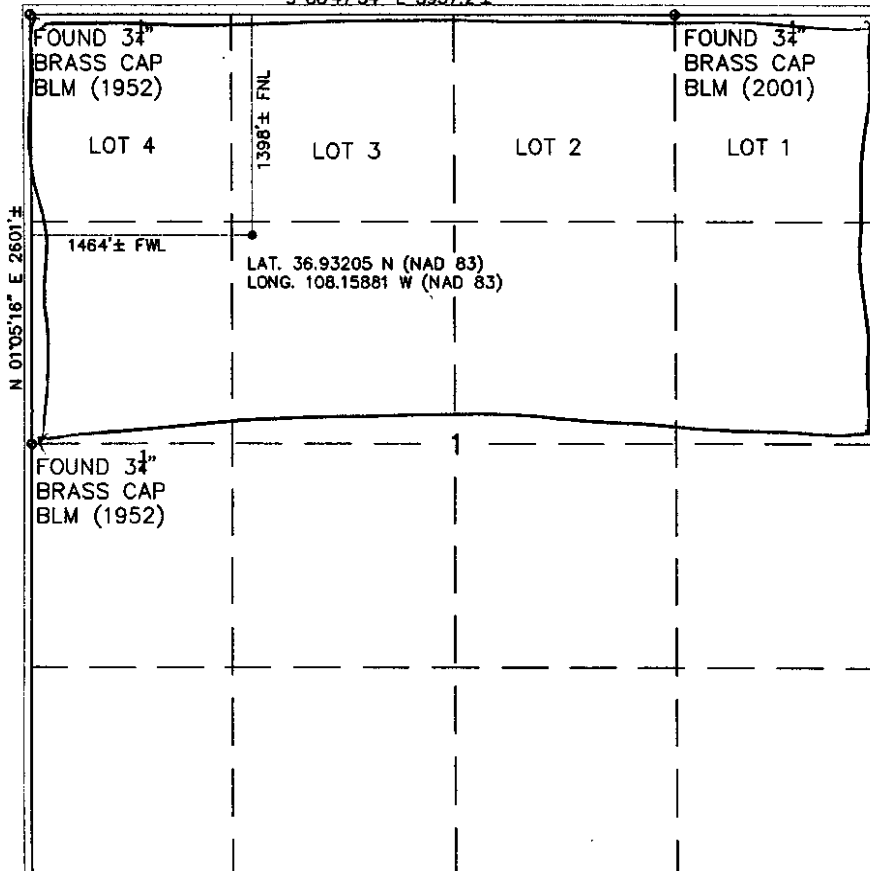 FOUND 3¼"
BRASS CAP
BLM (1952)
FOUND 3¼"
BRASS CAP
BLM (2001)
1398'± FNL
LOT 4
LOT 3
LOT 2
LOT 1
N 01°05'16" E 2601'±
1464'± FWL
LAT. 36.93205 N (NAD 83)
LONG. 108.15881 W (NAD 83)
1
FOUND 3¼"
BRASS CAP
BLM (1952)